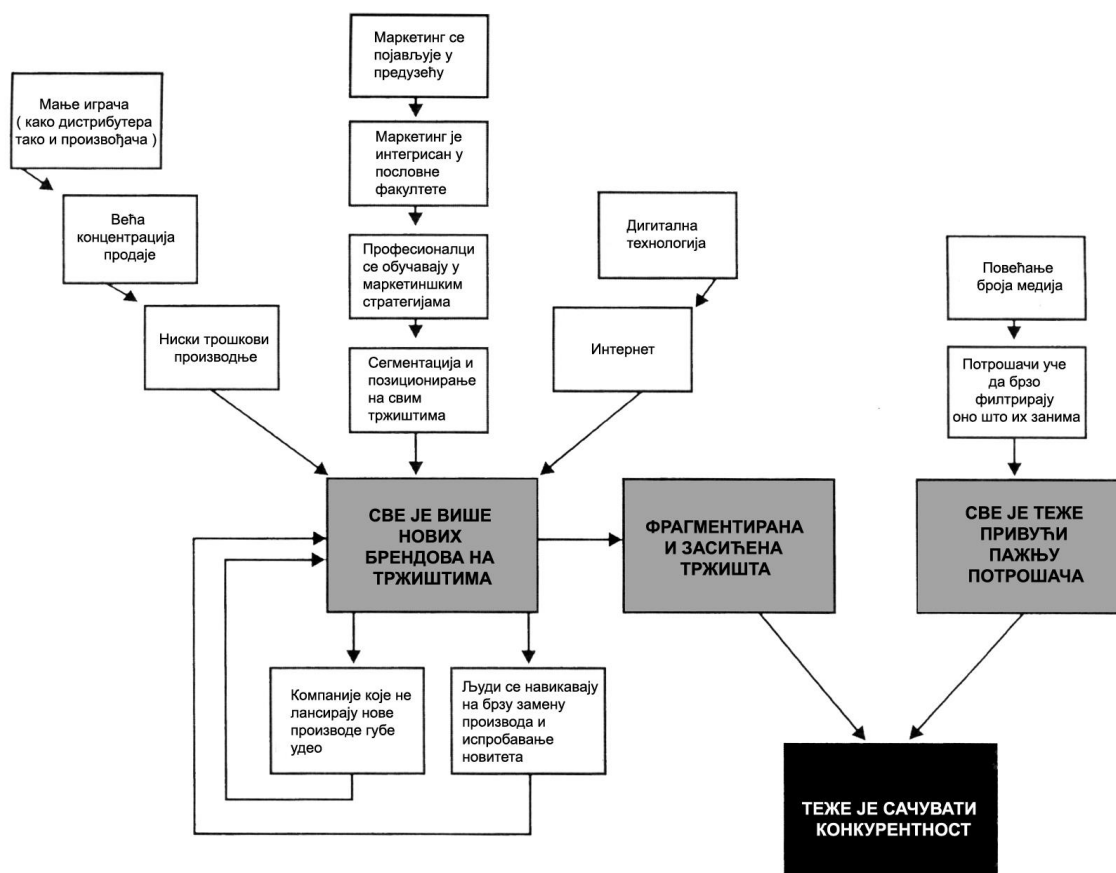 Маркетинг се
појављује у
предузећу
Мање играча
( како дистрибутера
тако и произвођача )
Маркетинг је
интегрисан у
пословне
факултете
Већа
концентрација
продаје
Дигитална
технологија
Професионалци
се обучавају у
маркетиншким
стратегијама
Повећање
броја медија
Ниски трошкови
производње
Интернет
Сегментација и
позиционирање
на свим
тржиштима
Потрошачи уче
да брзо
филтрирају
оно што их занима
СВЕ ЈЕ ВИШЕ
НОВИХ
БРЕНДОВА НА
ТРЖИШТИМА
ФРАГМЕНТИРАНА
И ЗАСИЋЕНА
ТРЖИШТА
СВЕ ЈЕ ТЕЖЕ
ПРИВУЋИ
ПАЖЊУ
ПОТРОШАЧА
Компаније које не
лансирају нове
производе губе
удео
Људи се навикавају
на брзу замену
производа и
испробавање
новитета
ТЕЖЕ ЈЕ САЧУВАТИ
КОНКУРЕНТНОСТ